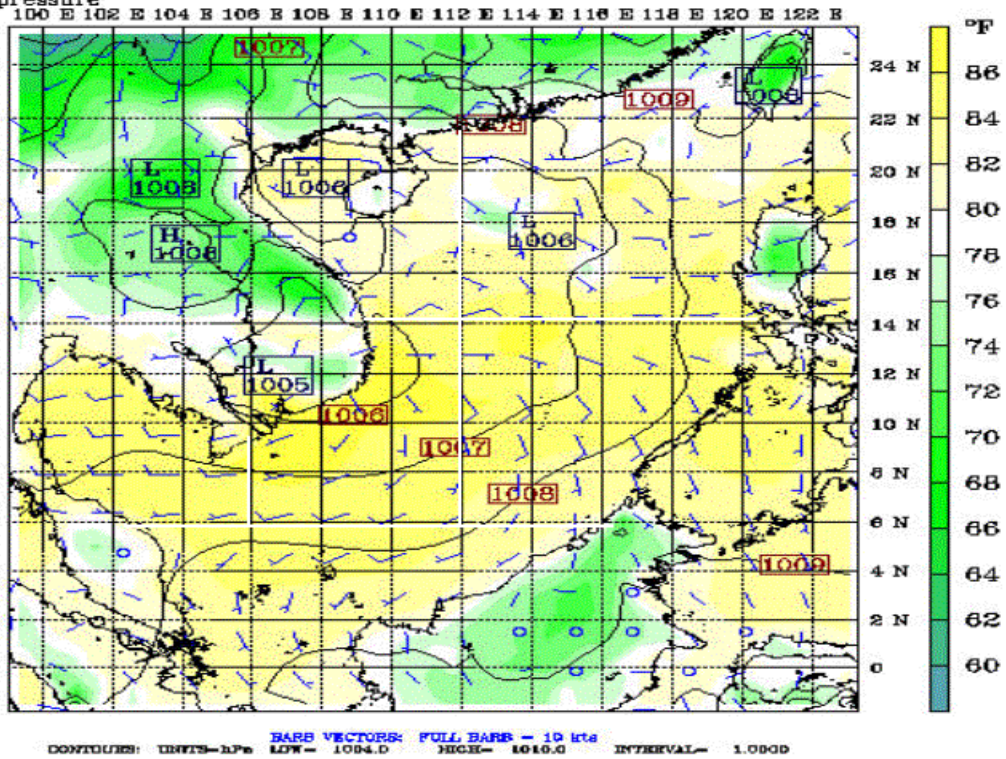 pressure
100 E 102 E 104 E 106 E 108 E 110 E 112 E 114 E 116 E 118 E 120 E 122 E
°F
1007
24 N
86
L
1008
1009
84
22 N
1008
L
1008
L
1006
20 N
82
18 N
80
H
1008
L
1006
78
16 N
76
14 N
74
12 N
L
1005
72
1006
10 N
70
1007
8 N
68
1008
6 N
66
1009
4 N
64
2 N
62
0
60
BARB VECTORS: FULL BARB = 10 kts
CONTOURS: UNITS=hPa LOW= 1004.0 HIGH= 1010.0 INTERVAL= 1.0000